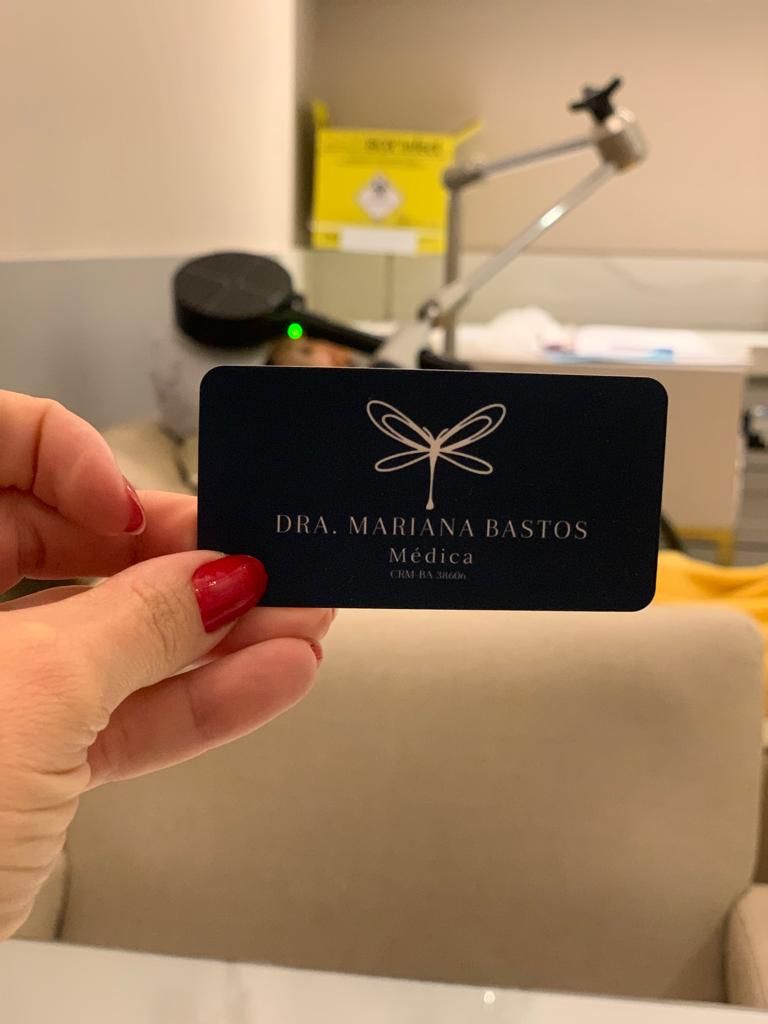 DRA. MARIANA BASTOS
Médica
CRM-BA 38606